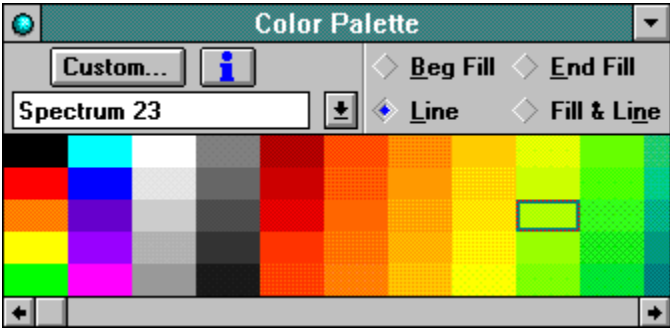 Color Palette
Custom... i Beg Fill End Fill
Spectrum 23 Line Fill & Line